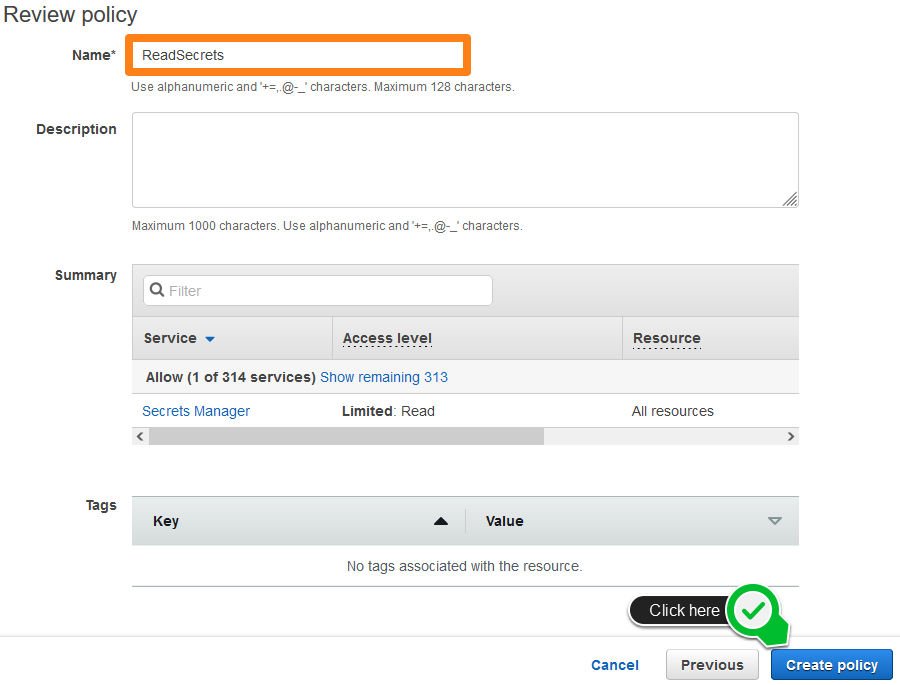 Review policy
Name* ReadSecrets
Use alphanumeric and '+=,.@-_' characters. Maximum 128 characters.
Description
Maximum 1000 characters. Use alphanumeric and '+=,.@-_' characters.
Summary
Filter
Service Access level Resource
Allow (1 of 314 services) Show remaining 313
Secrets Manager Limited: Read All resources
Tags
Key Value
No tags associated with the resource.
Click here
Cancel Previous Create policy